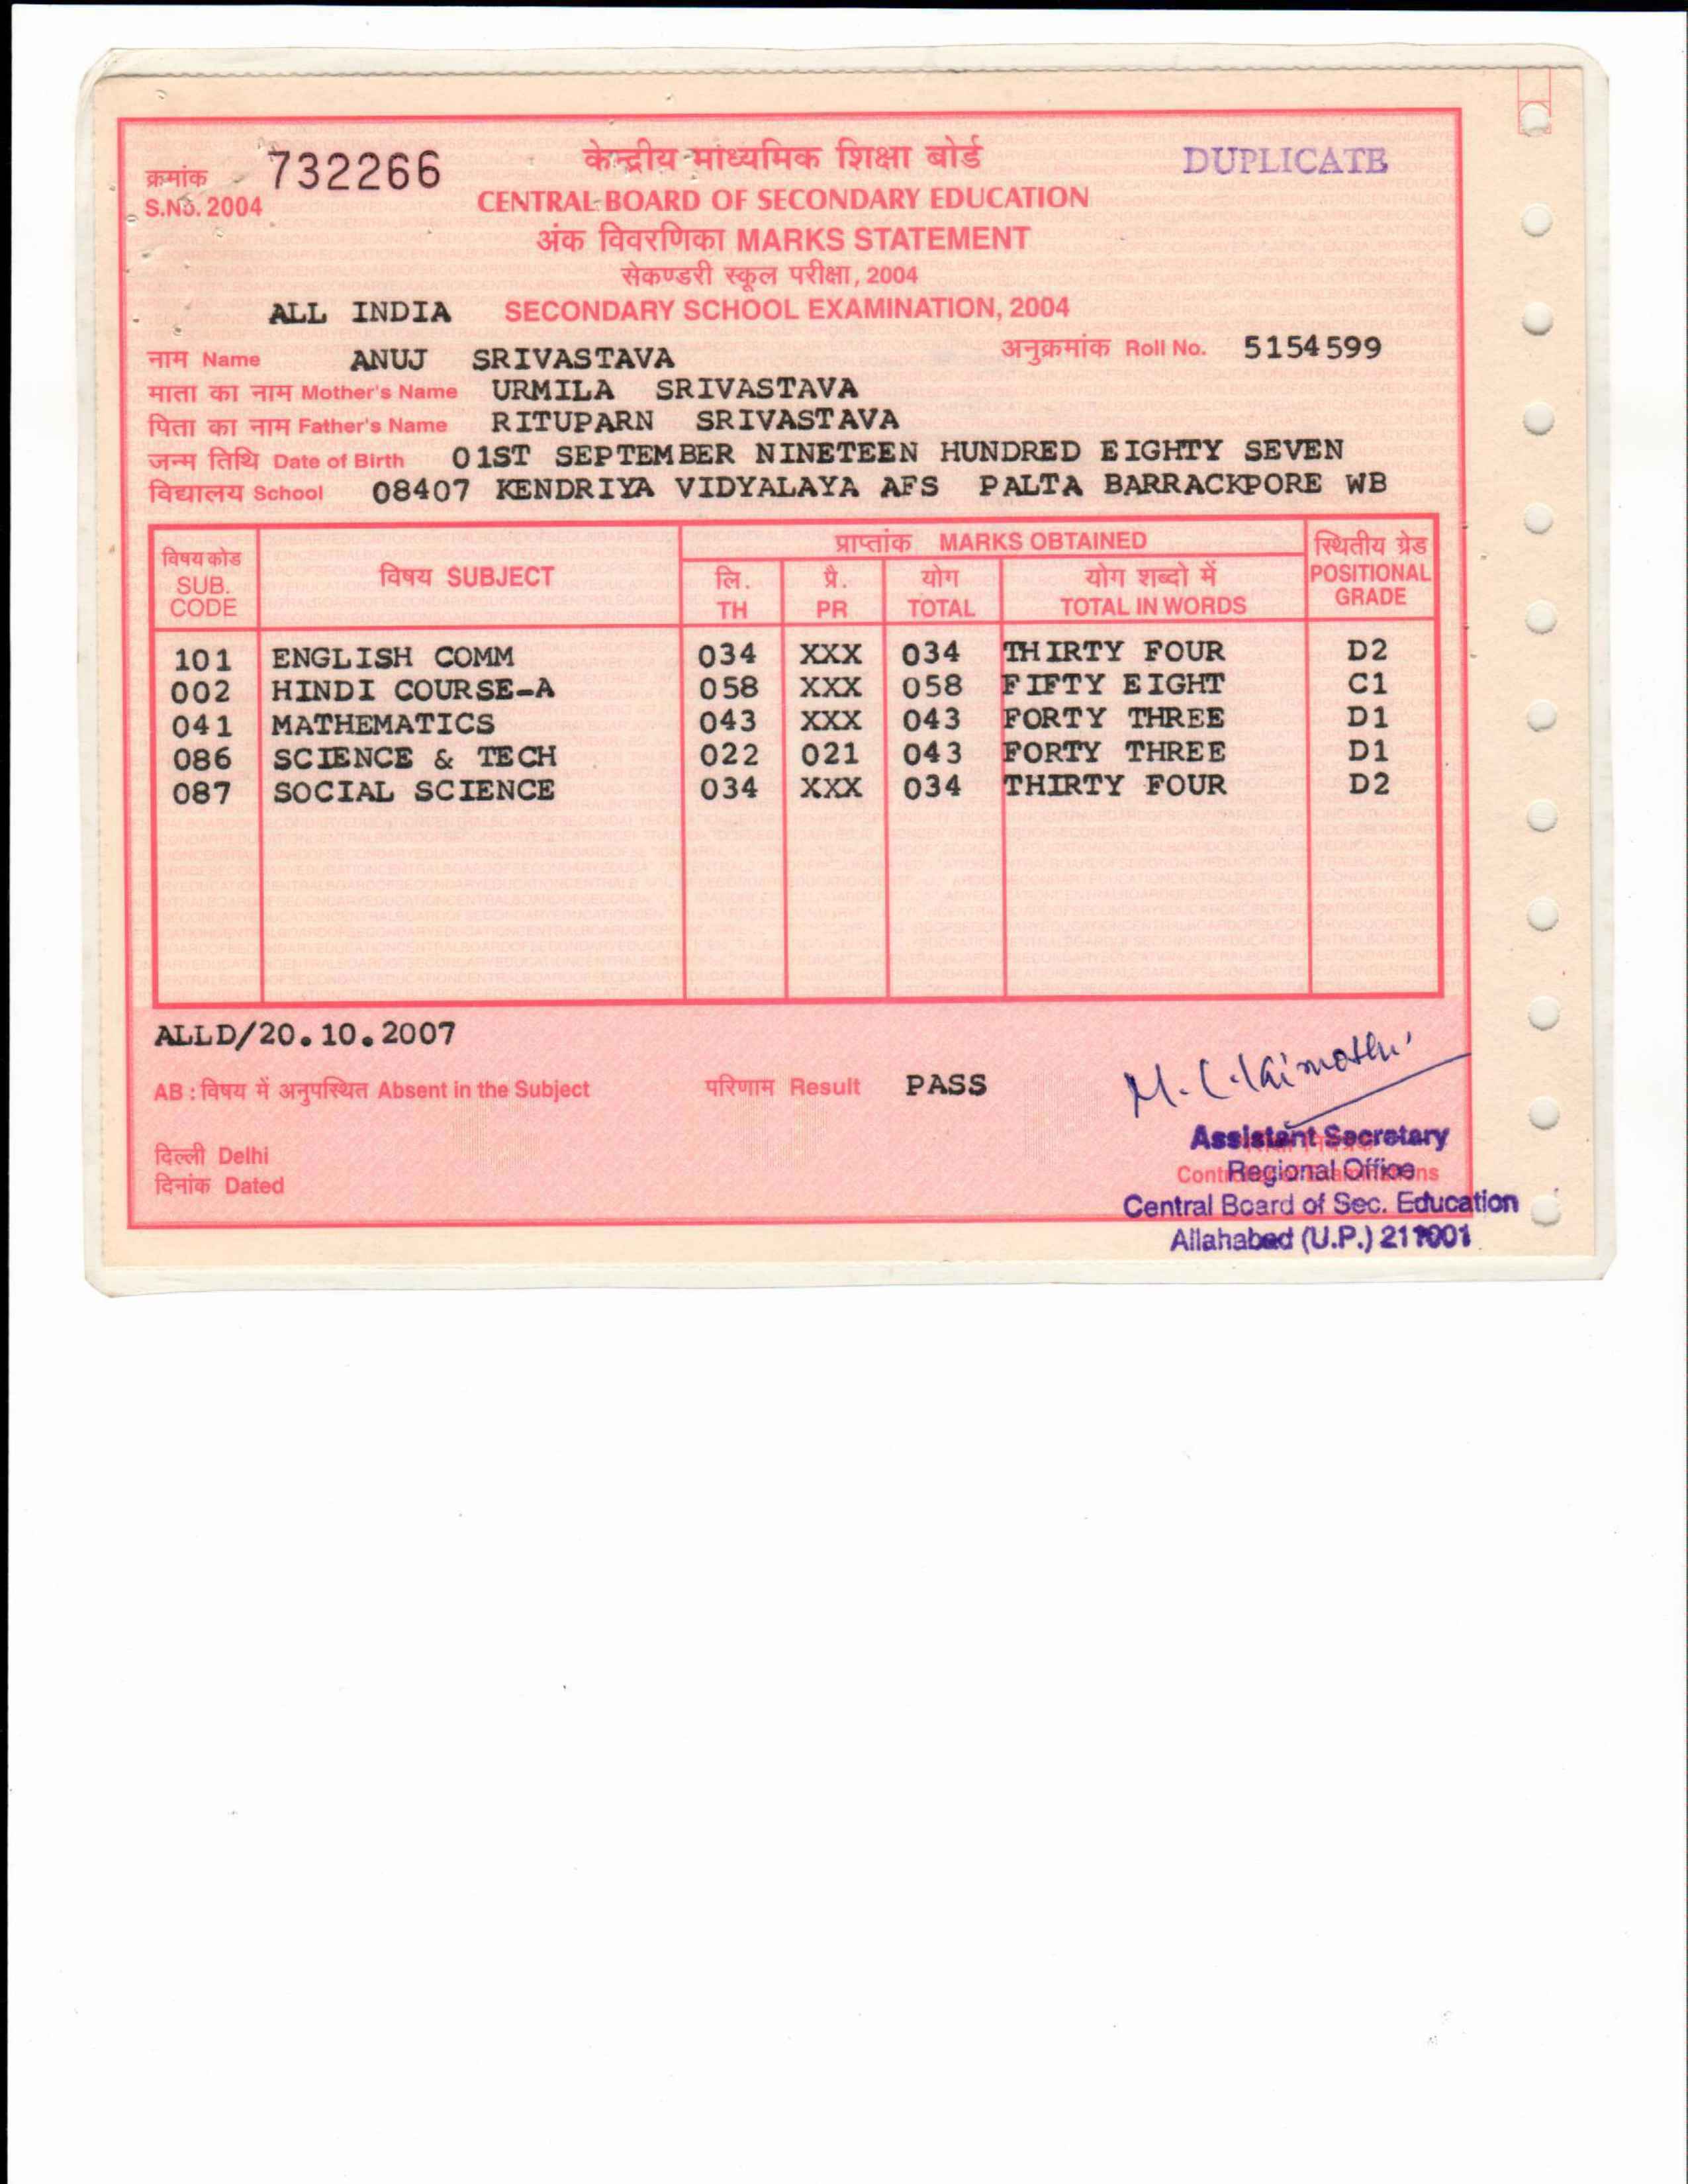 क्रमांक 732266
S.No. 2004
केन्द्रीय माध्यमिक शिक्षा बोर्ड
DUPLICATE
CENTRAL BOARD OF SECONDARY EDUCATION
अंक विवरणिका MARKS STATEMENT
सेकण्डरी स्कूल परीक्षा, 2004
ALL INDIA SECONDARY SCHOOL EXAMINATION, 2004
नाम Name ANUJ SRIVASTAVA अनुक्रमांक Roll No. 5154599
माता का नाम Mother's Name URMILA SRIVASTAVA
पिता का नाम Father's Name RITUPARN SRIVASTAVA
जन्म तिथि Date of Birth 01ST SEPTEMBER NINETEEN HUNDRED EIGHTY SEVEN
विद्यालय School 08407 KENDRIYA VIDYALAYA AFS PALTA BARRACKPORE WB
विषय कोड SUB. CODE विषय SUBJECT प्राप्तांक MARKS OBTAINED स्थितीय ग्रेड POSITIONAL GRADE
लि. TH प्रै. PR योग TOTAL योग शब्दो में TOTAL IN WORDS
101 ENGLISH COMM 034 XXX 034 THIRTY FOUR D2
002 HINDI COURSE-A 058 XXX 058 FIFTY EIGHT C1
041 MATHEMATICS 043 XXX 043 FORTY THREE D1
086 SCIENCE & TECH 022 021 043 FORTY THREE D1
087 SOCIAL SCIENCE 034 XXX 034 THIRTY FOUR D2
ALLD/20.10.2007
AB : विषय में अनुपस्थित Absent in the Subject परिणाम Result PASS
दिल्ली Delhi
दिनांक Dated
Assistant Secretary
Regional Office
Central Board of Sec. Education
Allahabad (U.P.) 211001